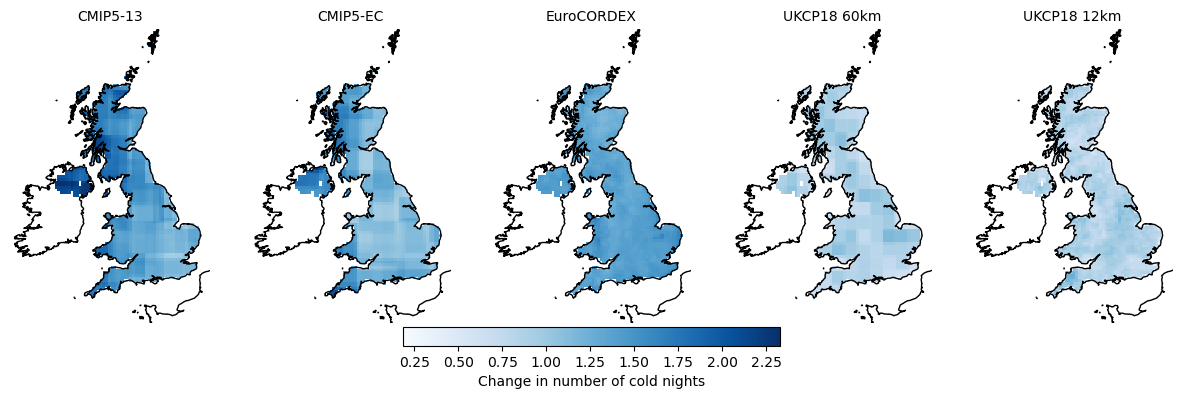 CMIP5-13 CMIP5-EC EuroCORDEX UKCP18 60km UKCP18 12km
0.25 0.50 0.75 1.00 1.25 1.50 1.75 2.00 2.25
Change in number of cold nights